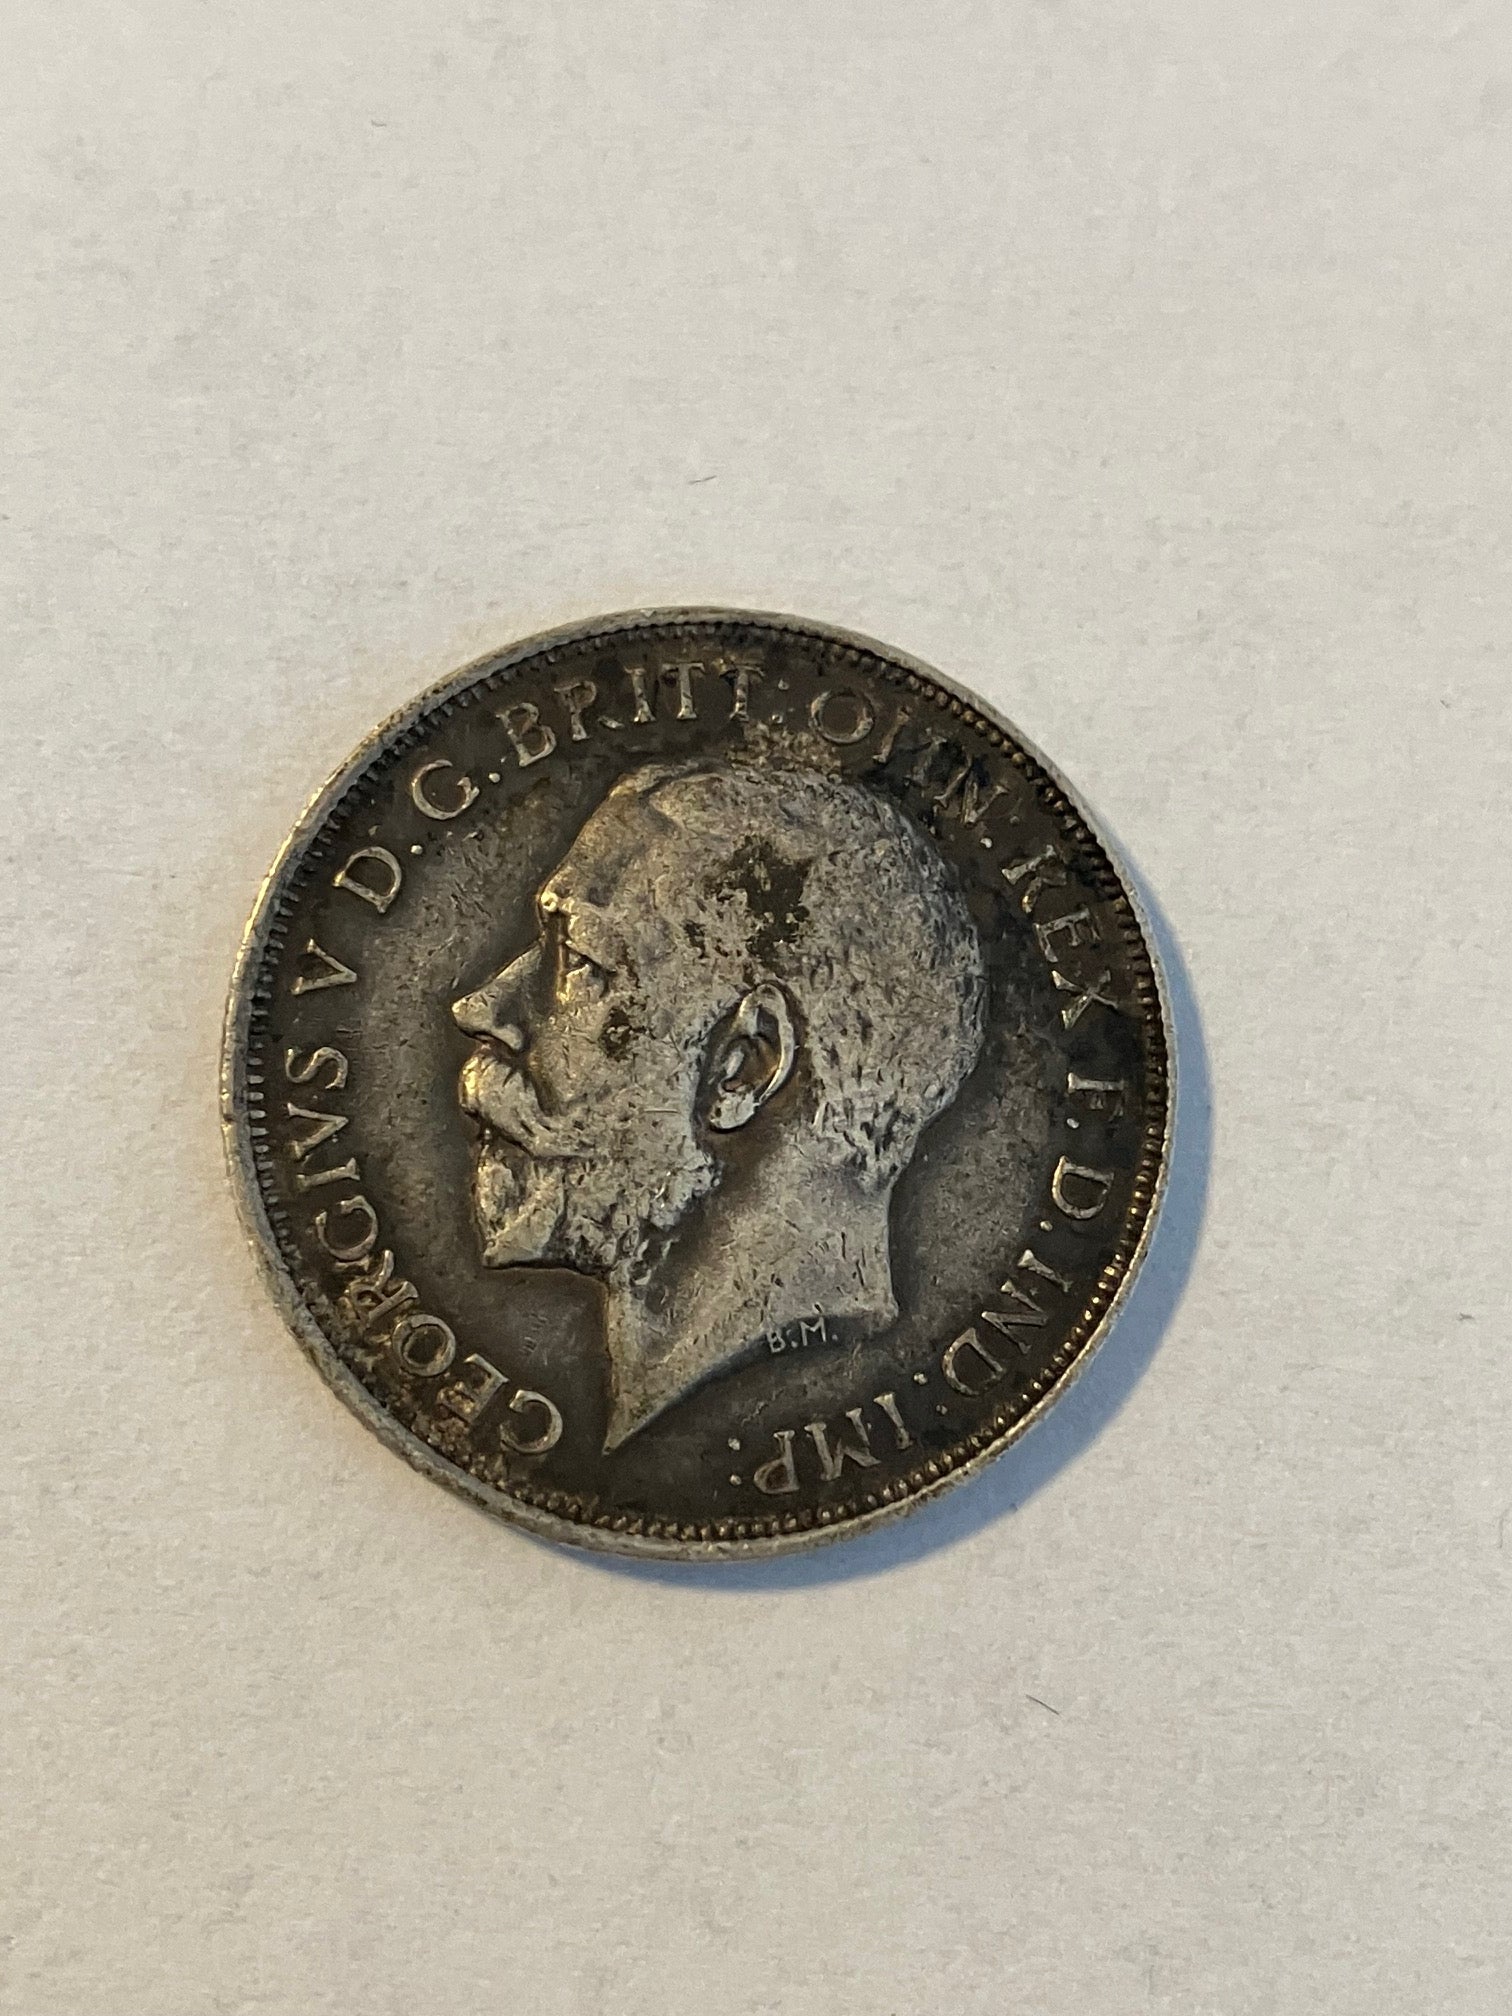 GEORGIVS V D.G. BRITT: OMN: REX F.D. IND: IMP:
B.M.